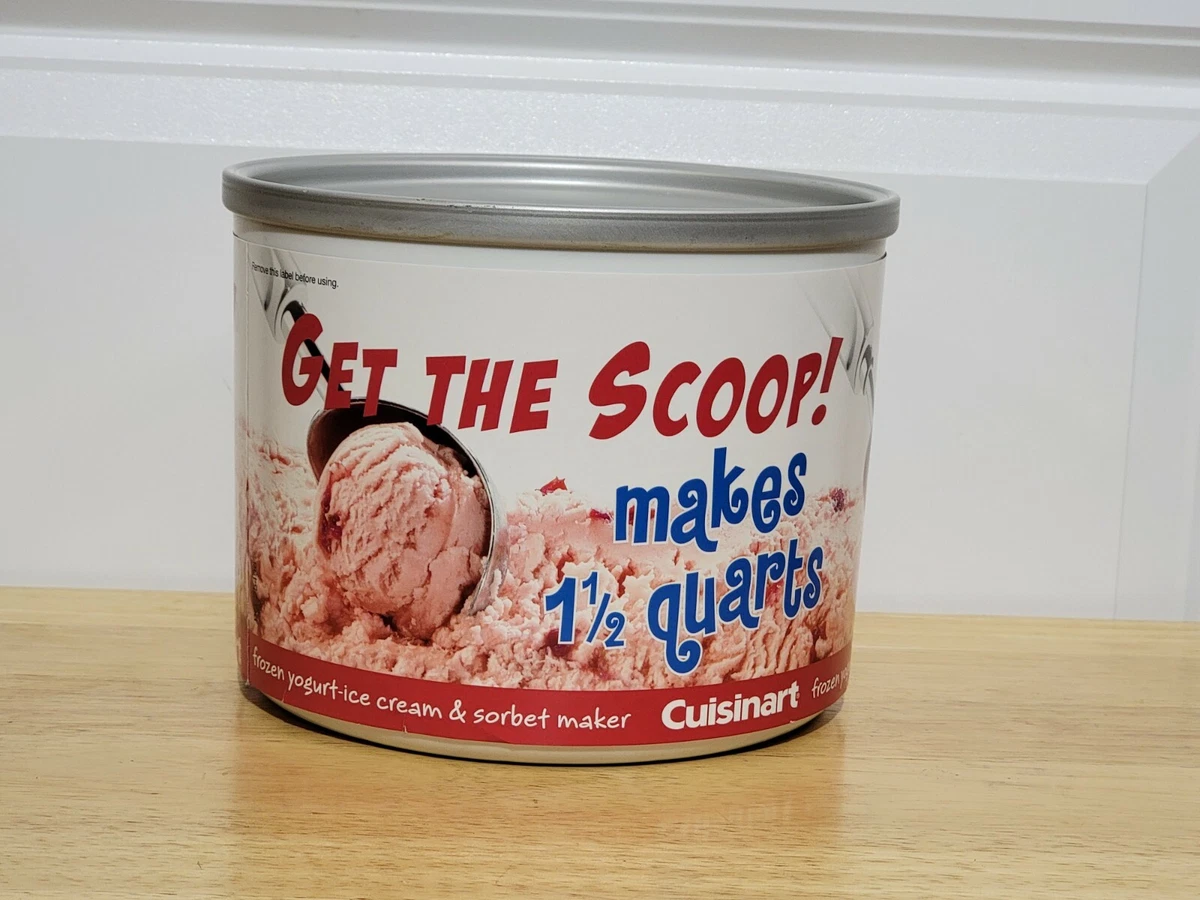 Remove this label before using.
GET THE SCOOP!
makes
1½ quarts
frozen yogurt-ice cream & sorbet maker Cuisinart frozen